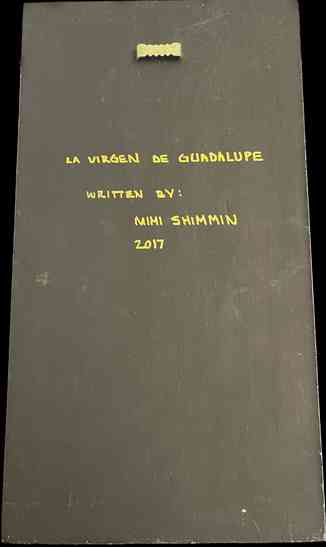 LA VIRGEN DE GUADALUPE
WRITTEN BY:
MIMI SHIMMIN
2017